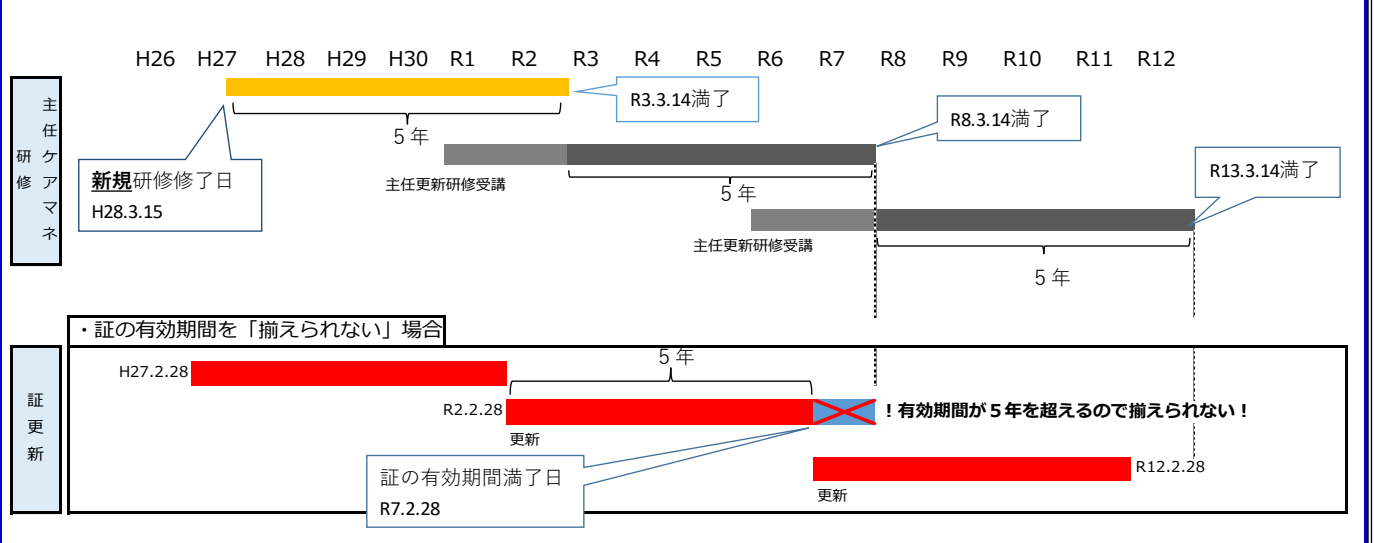 H26 H27 H28 H29 H30 R1 R2 R3 R4 R5 R6 R7 R8 R9 R10 R11 R12
主任ケアマネ
研修
R3.3.14満了
5年
新規研修修了日
H28.3.15
R8.3.14満了
主任更新研修受講
5年
R13.3.14満了
主任更新研修受講
5年
・証の有効期間を「揃えられない」場合
証更新
H27.2.28
5年
R2.2.28
！有効期間が５年を超えるので揃えられない！
更新
証の有効期間満了日
R7.2.28
R12.2.28
更新